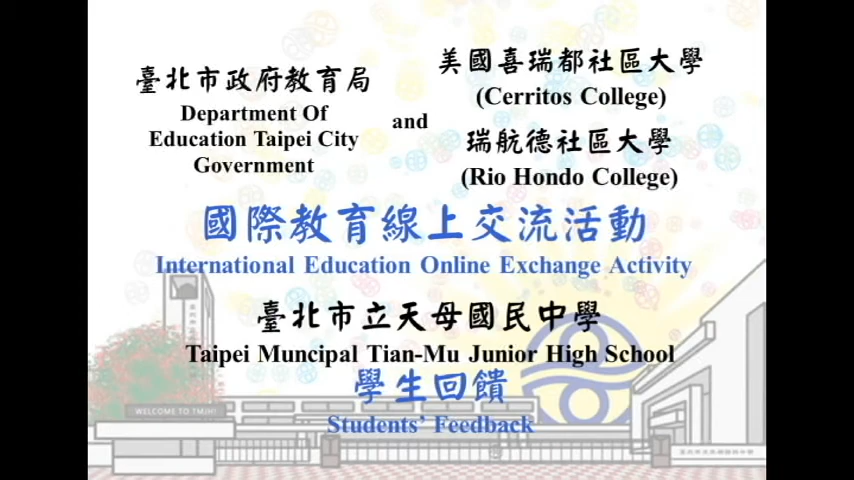 臺北市政府教育局
Department Of
Education Taipei City
Government
and
美國喜瑞都社區大學
(Cerritos College)
瑞航德社區大學
(Rio Hondo College)
國際教育線上交流活動
International Education Online Exchange Activity
臺北市立天母國民中學
Taipei Muncipal Tian-Mu Junior High School
學生回饋
Students’ Feedback
WELCOME TO TMJH!